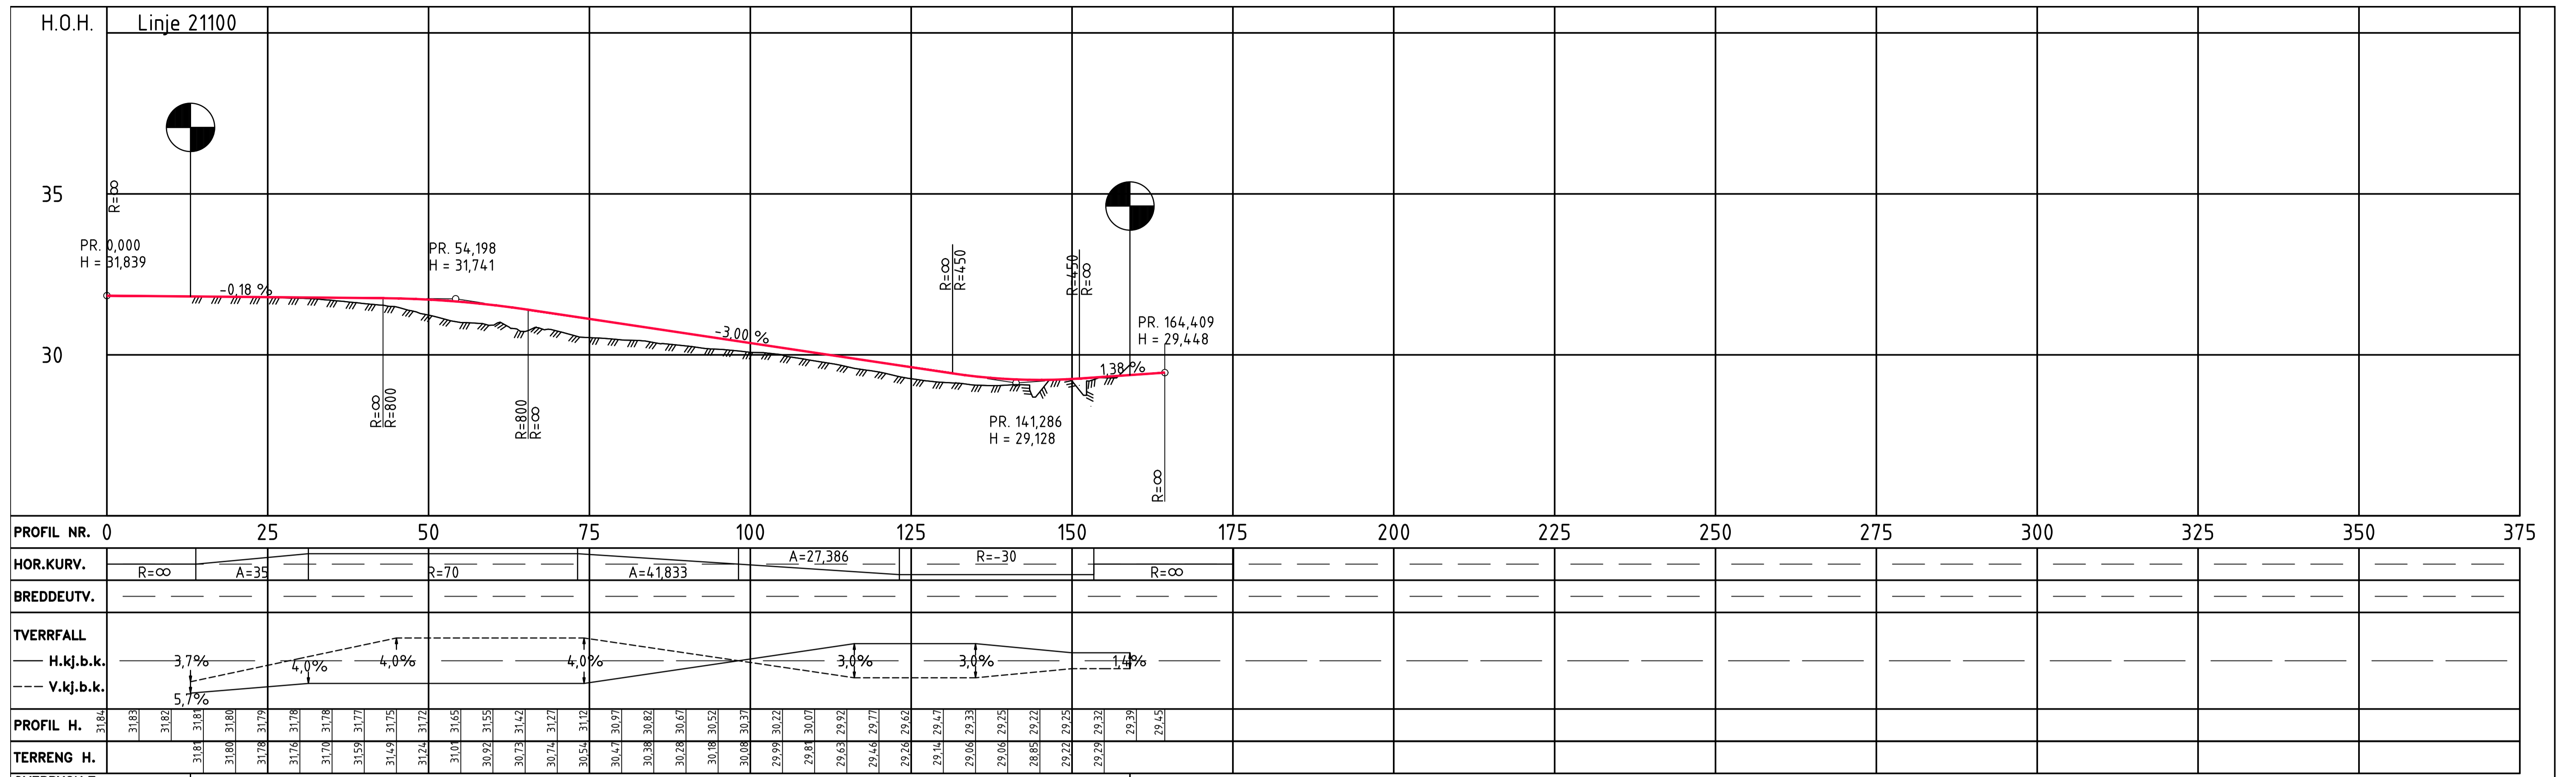 H.O.H. Linje 21100
35
30
R=∞
PR. 0,000
H = 31,839
-0,18 %
PR. 54,198
H = 31,741
R=∞
R=800
R=800
R=∞
-3,00 %
R=∞
R=450
R=450
R=∞
PR. 141,286
H = 29,128
PR. 164,409
H = 29,448
1,38 %
R=∞
PROFIL NR. 0 25 50 75 100 125 150 175 200 225 250 275 300 325 350 375
HOR.KURV. R=∞ A=35 R=70 A=41,833 A=27,386 R=-30 R=∞
BREDDEUTV.
TVERRFALL
H.kj.b.k. 3,7% 4,0% 4,0% 4,0% 3,0% 3,0% 1,4%
V.kj.b.k. 5,7%
PROFIL H. 31,84 31,83 31,82 31,81 31,80 31,79 31,78 31,78 31,77 31,75 31,72 31,65 31,55 31,42 31,27 31,12 30,97 30,82 30,67 30,52 30,37 30,22 30,07 29,92 29,77 29,62 29,47 29,33 29,25 29,22 29,25 29,32 29,39 29,45
TERRENG H. 31,81 31,80 31,78 31,76 31,70 31,59 31,49 31,24 31,01 30,92 30,73 30,74 30,54 30,47 30,38 30,28 30,18 30,08 29,99 29,81 29,63 29,46 29,26 29,14 29,06 29,06 28,85 29,22 29,29